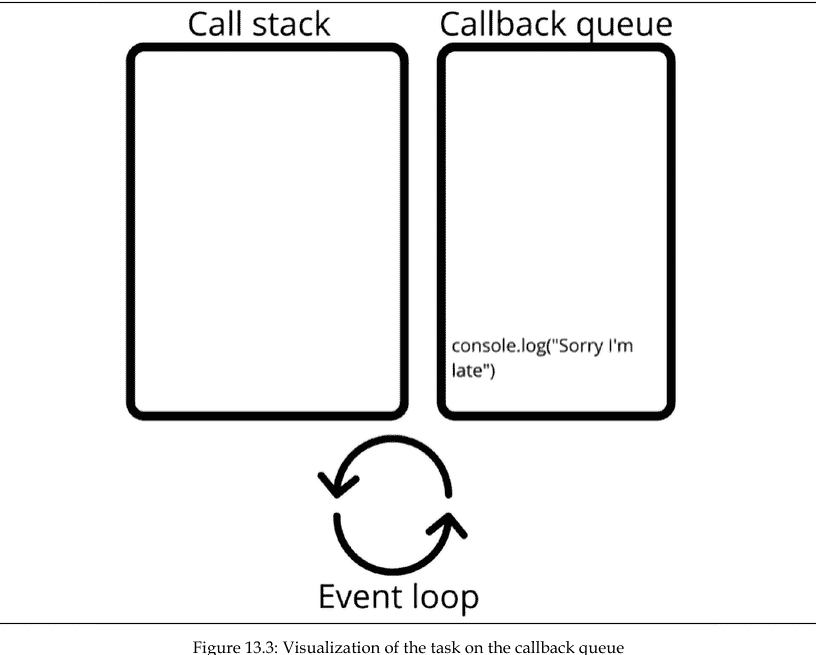 Call stack
Callback queue
console.log("Sorry I'm
late")
Event loop
Figure 13.3: Visualization of the task on the callback queue